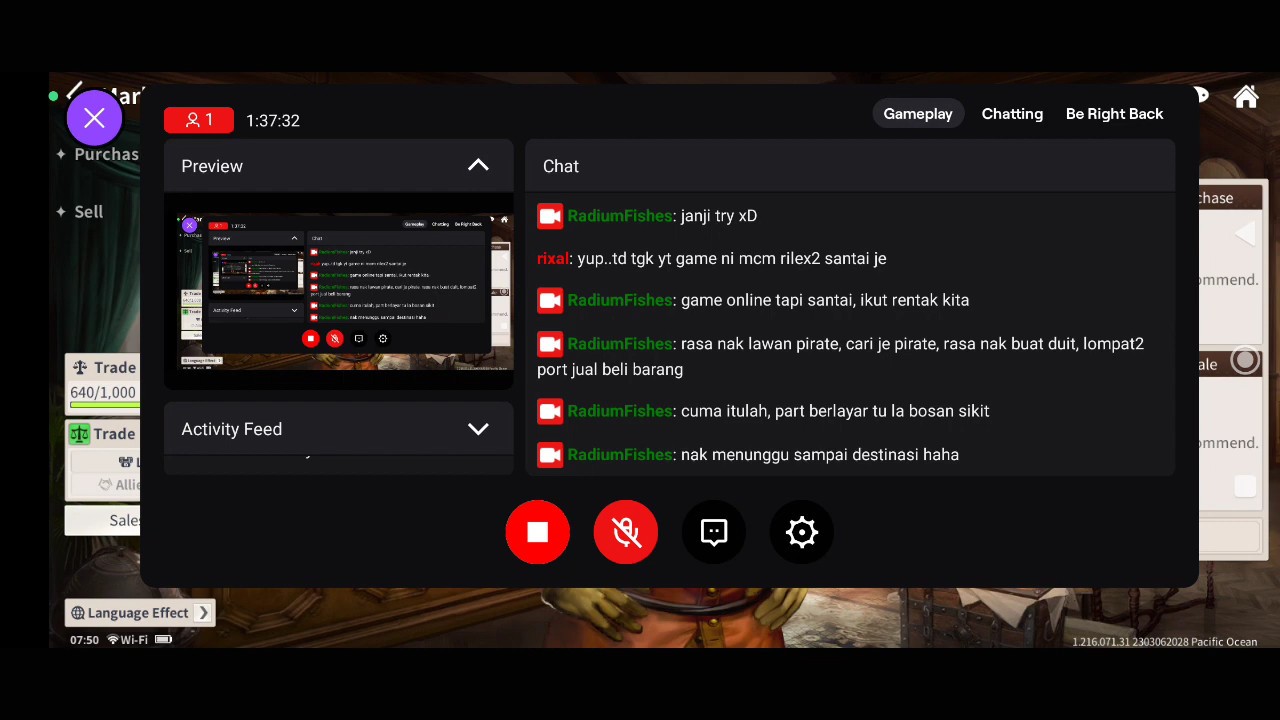 Mar
1
1:37:32
Gameplay
Chatting
Be Right Back
Purchas
Sell
Preview
Chat
RadiumFishes: janji try xD
rixal: yup..td tgk yt game ni mcm rilex2 santai je
RadiumFishes: game online tapi santai, ikut rentak kita
RadiumFishes: rasa nak lawan pirate, cari je pirate, rasa nak buat duit, lompat2
port jual beli barang
RadiumFishes: cuma itulah, part berlayar tu la bosan sikit
RadiumFishes: nak menunggu sampai destinasi haha
Activity Feed
chase
mmend.
ale
mmend.
Trade
640/1,000
Trade
L
Allie
Sales
Language Effect
07:50 Wi-Fi
1.216.071.31 2303062028 Pacific Ocean